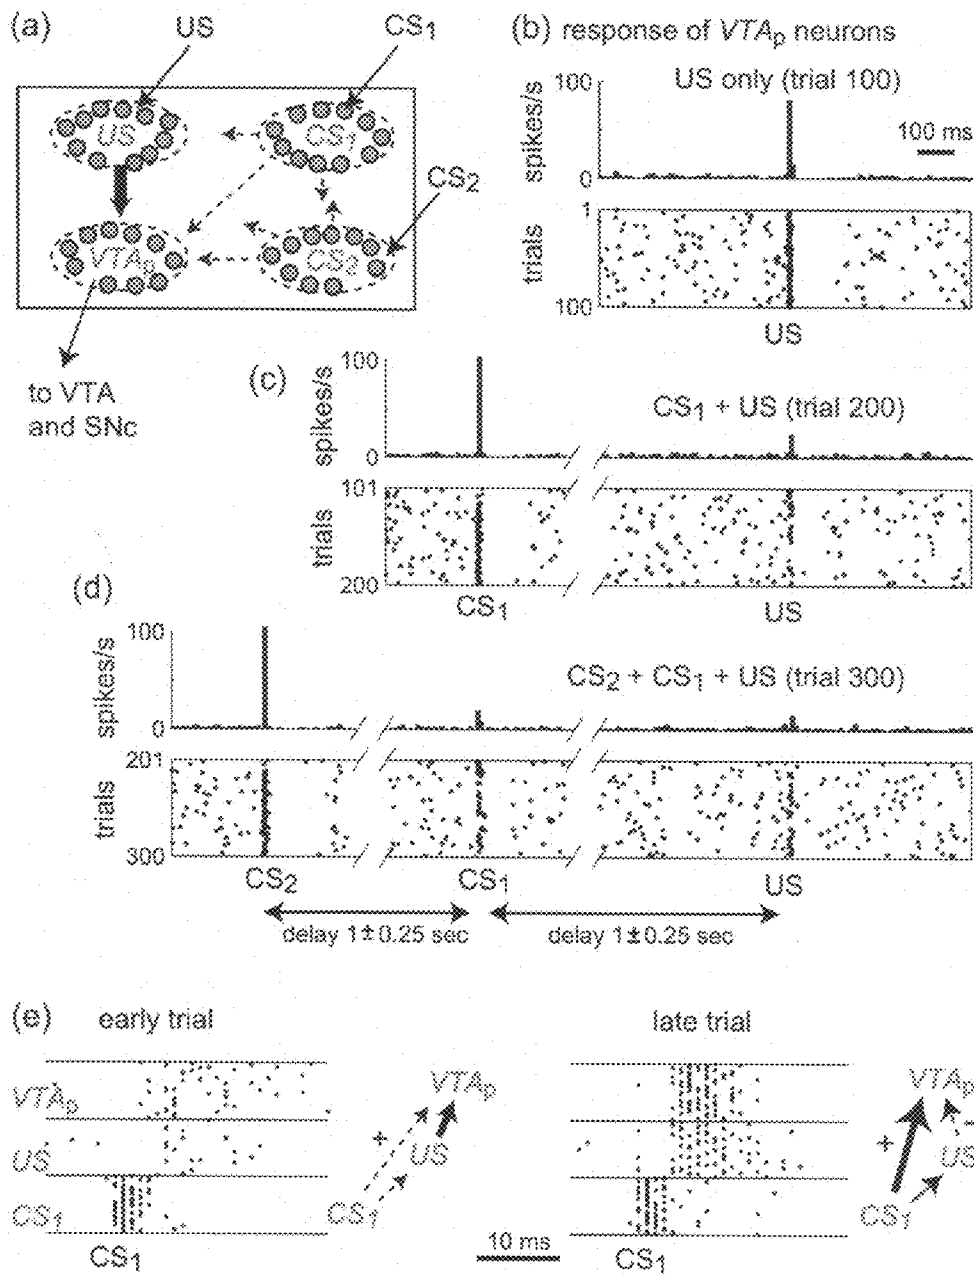 (a)
US
CS1
US
CS1
CS2
VTAp
CS2
to VTA
and SNc
(b) response of VTAp neurons
US only (trial 100)
100
spikes/s
0
100 ms
1
trials
100
US
(c)
100
spikes/s
0
CS1 + US (trial 200)
101
trials
200
CS1
US
(d)
100
spikes/s
0
CS2 + CS1 + US (trial 300)
201
trials
300
CS2
CS1
US
delay 1±0.25 sec
delay 1±0.25 sec
(e)
early trial
VTAp
US
CS1
CS1
VTAp
+
US
CS1
10 ms
late trial
CS1
VTAp
+
-
US
CS1